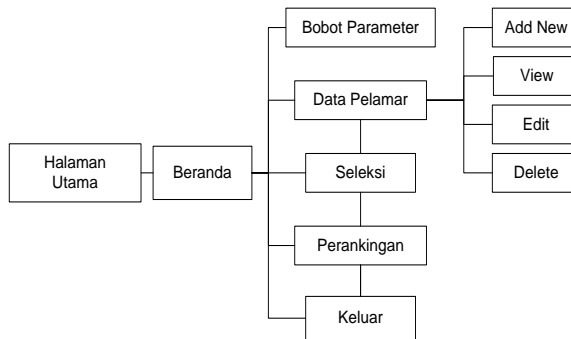 Halaman
Utama
Beranda
Bobot Parameter
Data Pelamar
Seleksi
Perankingan
Keluar
Add New
View
Edit
Delete